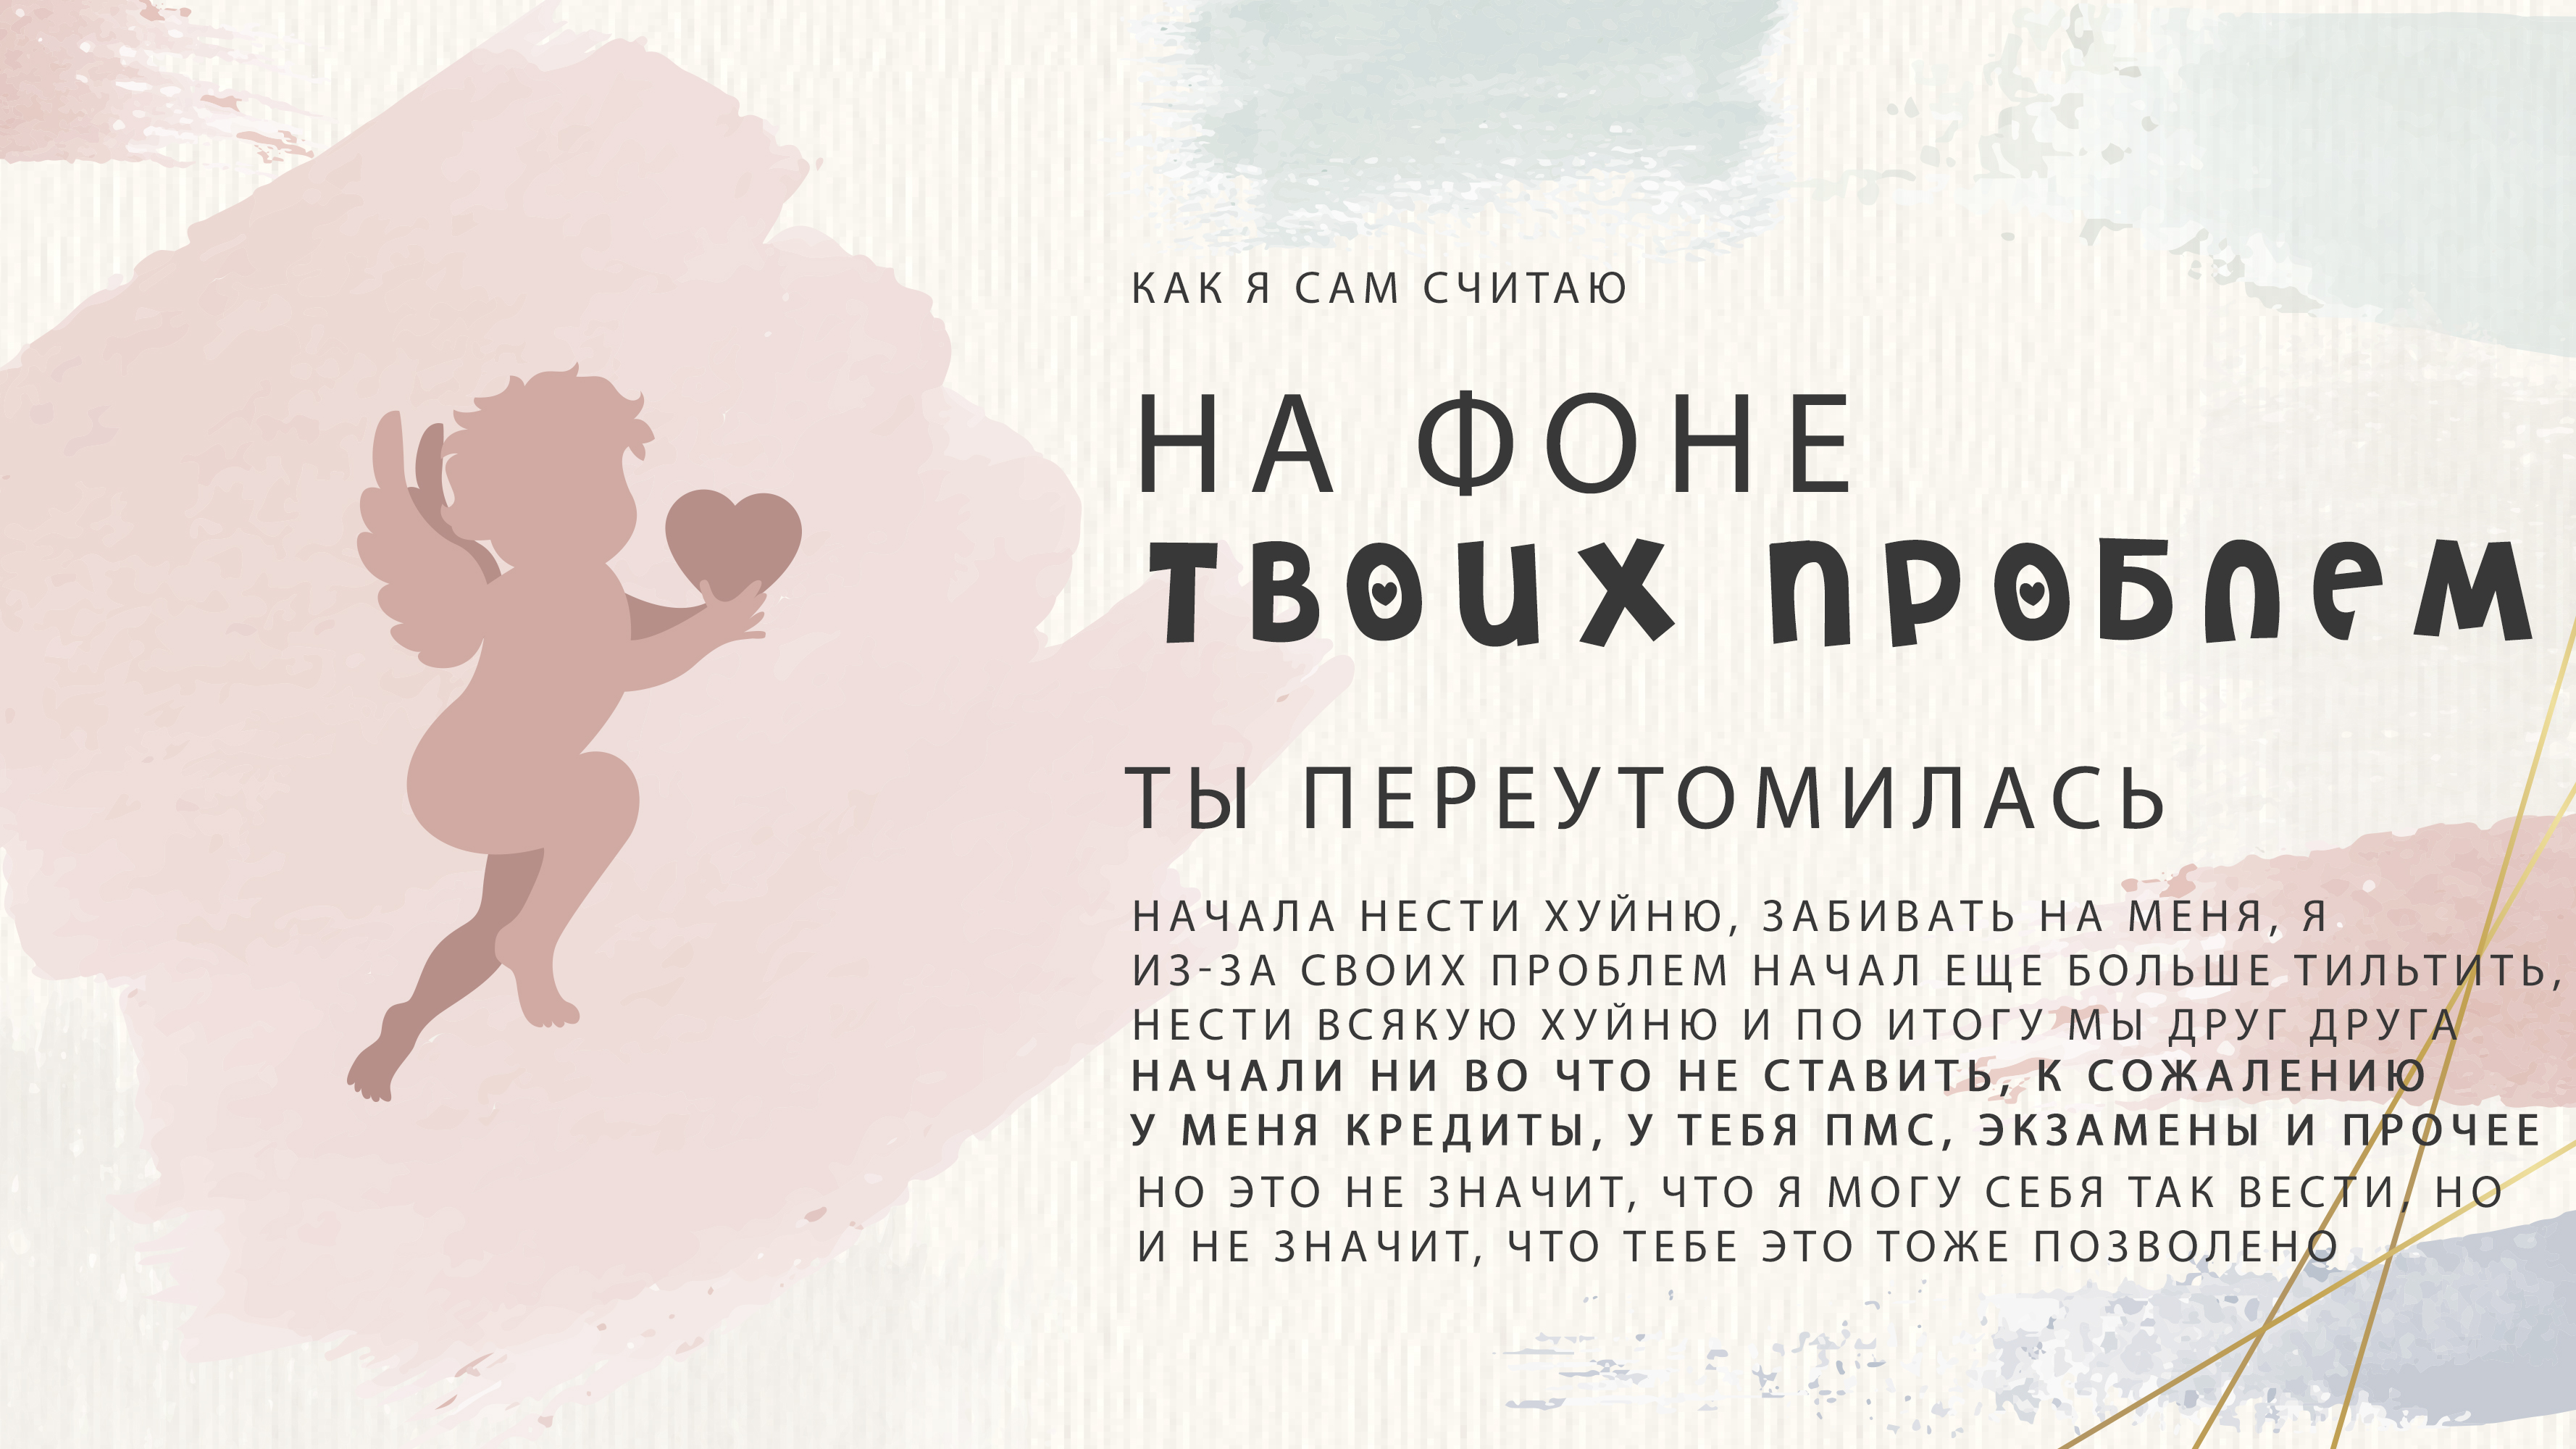 КАК Я САМ СЧИТАЮ
НА ФОНЕ
ТВОИХ ПРОБЛЕМ
ТЫ ПЕРЕУТОМИЛАСЬ
НАЧАЛА НЕСТИ ХУЙНЮ, ЗАБИВАТЬ НА МЕНЯ, Я
ИЗ-ЗА СВОИХ ПРОБЛЕМ НАЧАЛ ЕЩЕ БОЛЬШЕ ТИЛЬТИТЬ,
НЕСТИ ВСЯКУЮ ХУЙНЮ И ПО ИТОГУ МЫ ДРУГ ДРУГА
НАЧАЛИ НИ ВО ЧТО НЕ СТАВИТЬ, К СОЖАЛЕНИЮ
У МЕНЯ КРЕДИТЫ, У ТЕБЯ ПМС, ЭКЗАМЕНЫ И ПРОЧЕЕ
НО ЭТО НЕ ЗНАЧИТ, ЧТО Я МОГУ СЕБЯ ТАК ВЕСТИ, НО
И НЕ ЗНАЧИТ, ЧТО ТЕБЕ ЭТО ТОЖЕ ПОЗВОЛЕНО